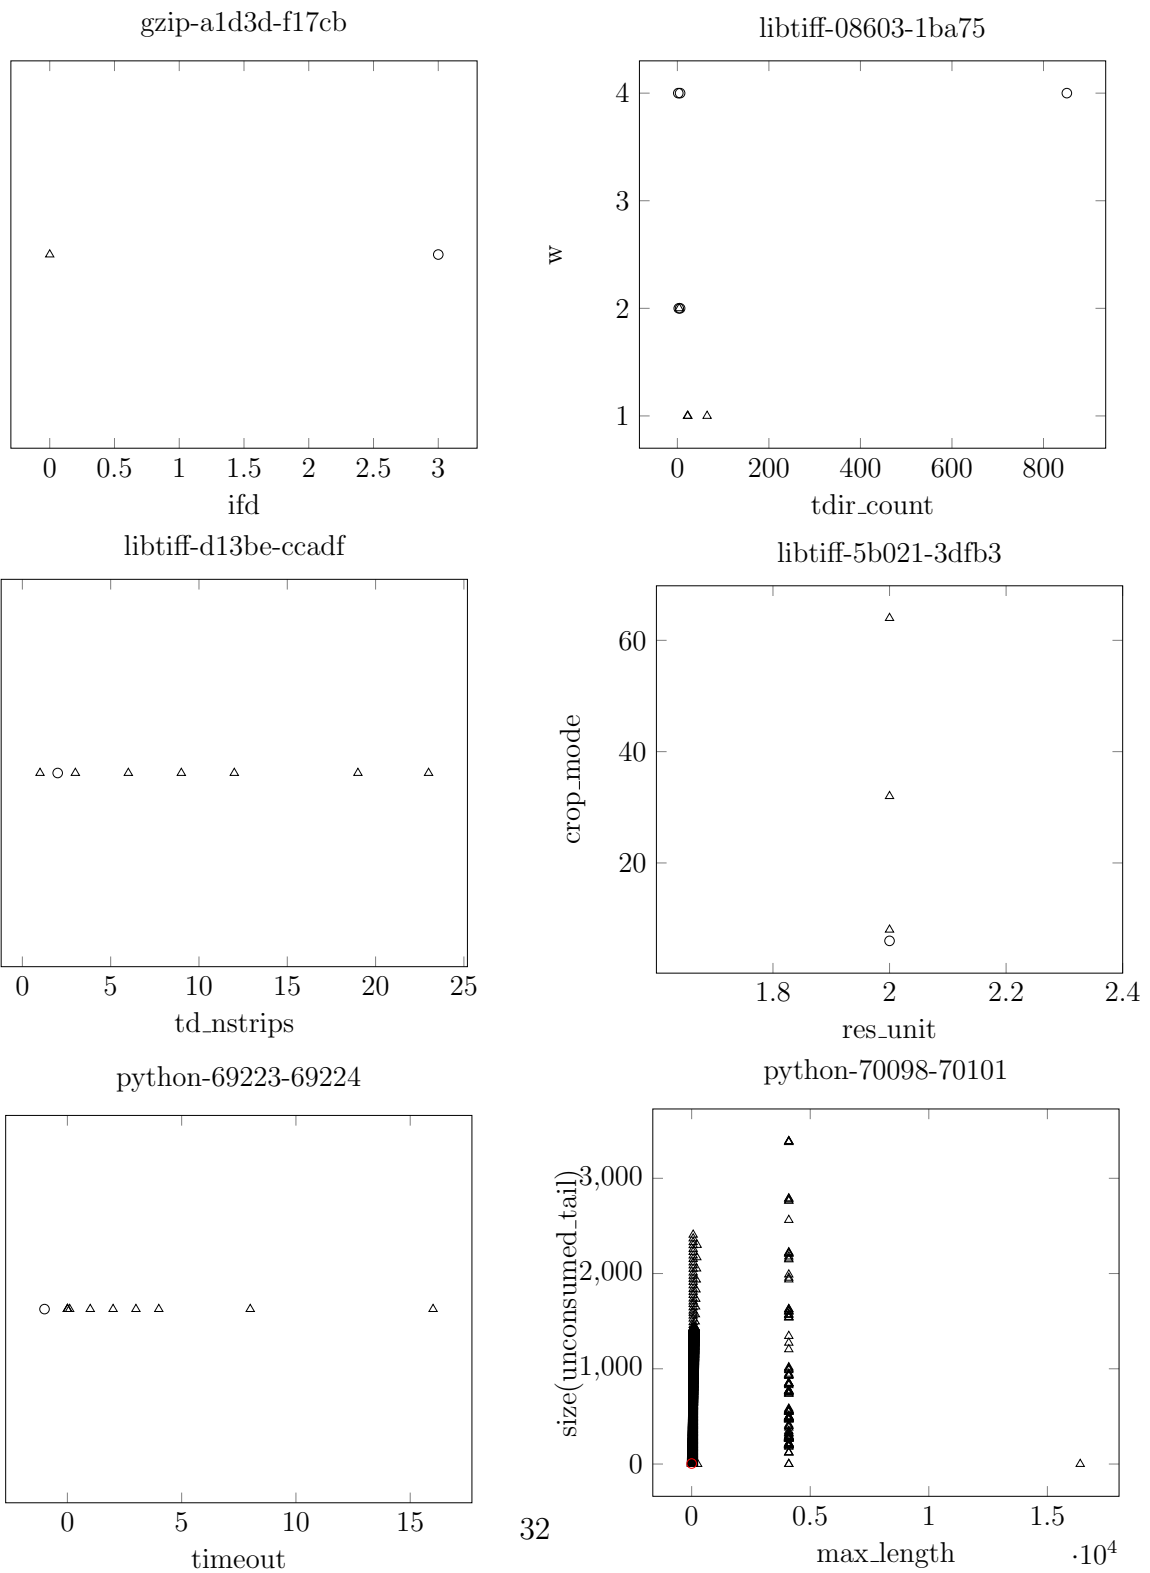 gzip-a1d3d-f17cb
0 0.5 1 1.5 2 2.5 3
ifd
libtiff-08603-1ba75
4
3
2
1
w
0 200 400 600 800
tdir_count
libtiff-d13be-ccadf
0 5 10 15 20 25
td_nstrips
libtiff-5b021-3dfb3
60
40
20
crop_mode
1.8 2 2.2 2.4
res_unit
python-69223-69224
0 5 10 15
timeout
python-70098-70101
3,000
2,000
1,000
0
size(unconsumed_tail)
0 0.5 1 1.5
max_length
·10⁴
32